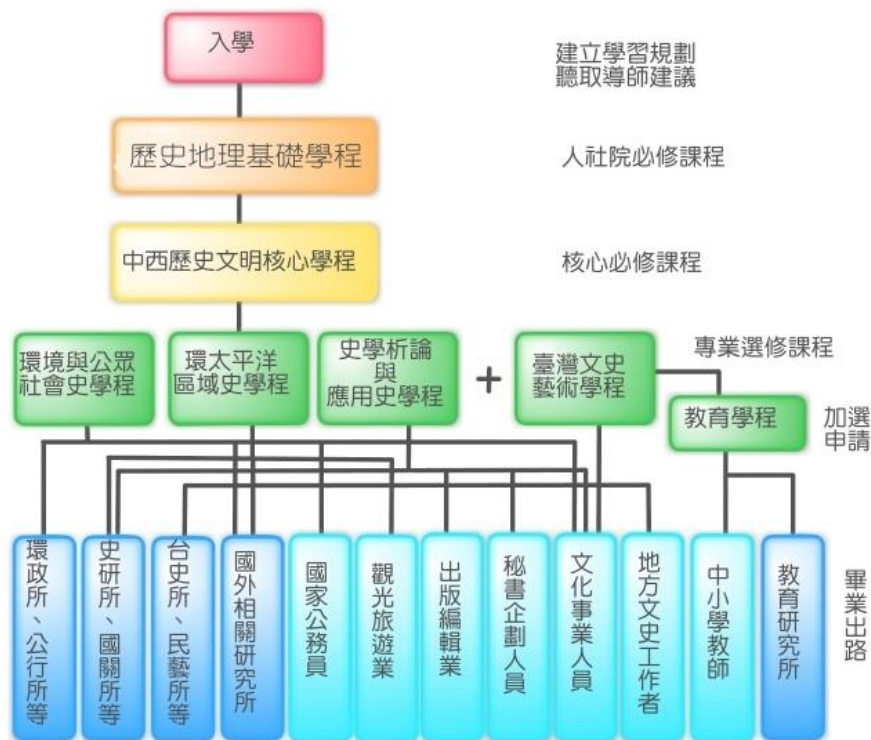 入學
建立學習規劃
聽取導師建議
歷史地理基礎學程
人社院必修課程
中西歷史文明核心學程
核心必修課程
環境與公眾
社會史學程
環太平洋
區域史學程
史學析論
與
應用史學程
+
臺灣文史
藝術學程
專業選修課程
教育學程
加選
申請
環政所、公行所等
史研所、國關所等
台史所、民藝所等
國外相關研究所
國家公務員
觀光旅遊業
出版編輯業
秘書企劃人員
文化事業人員
地方文史工作者
中小學教師
教育研究所
畢業出路